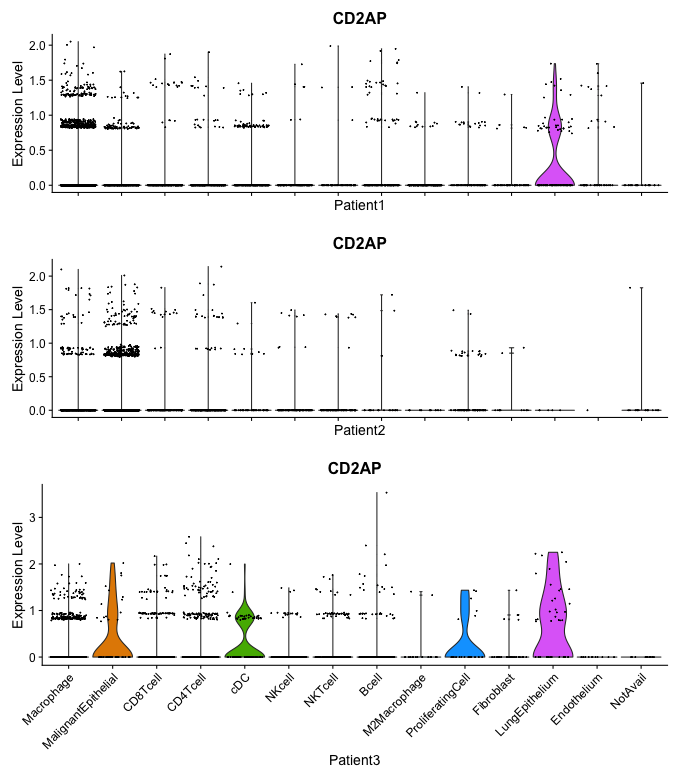 CD2AP
Expression Level
2.0
1.5
1.0
0.5
0.0
Patient1
CD2AP
Expression Level
2.0
1.5
1.0
0.5
0.0
Patient2
CD2AP
Expression Level
3
2
1
0
Macrophage
MalignantEpithelial
CD8Tcell
CD4Tcell
cDC
NKcell
NKTcell
Bcell
M2Macrophage
ProliferatingCell
Fibroblast
LungEpithelium
Endothelium
NotAvail
Patient3